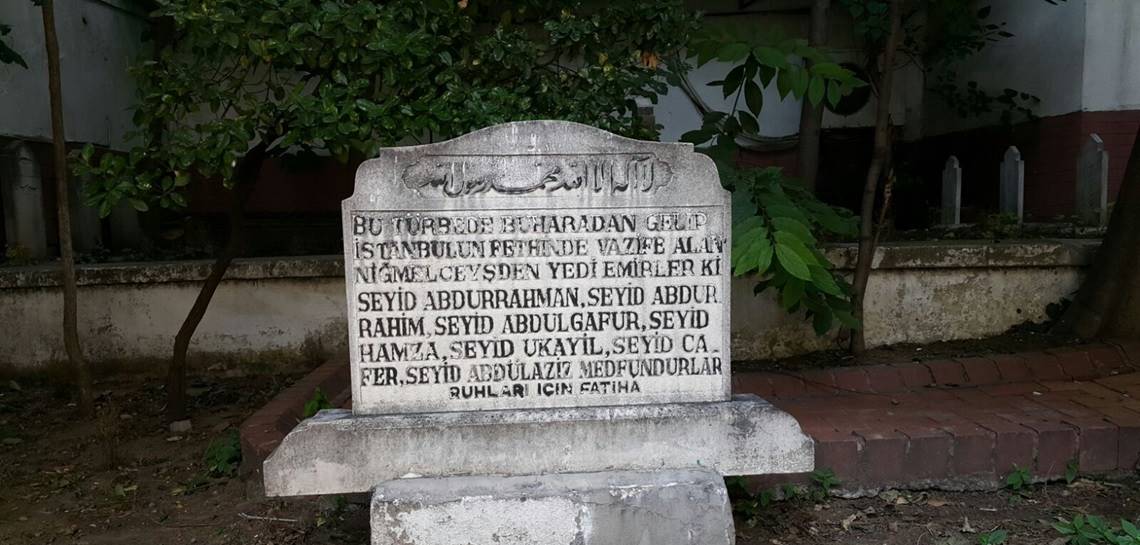 لا اله الا الله محمد رسول الله
BU TÜRBEDE BUHARADAN GELİP
İSTANBULUN FETHİNDE VAZİFE ALAN
NİĞMELCEYŞDEN YEDİ EMİRLER Kİ
SEYİD ABDURRAHMAN, SEYİD ABDUR
RAHİM, SEYİD ABDULGAFUR, SEYİD
HAMZA, SEYİD UKAYİL, SEYİD CA
FER, SEYİD ABDÜLAZİZ MEDFUNDURLAR
RUHLARI İÇİN FATİHA